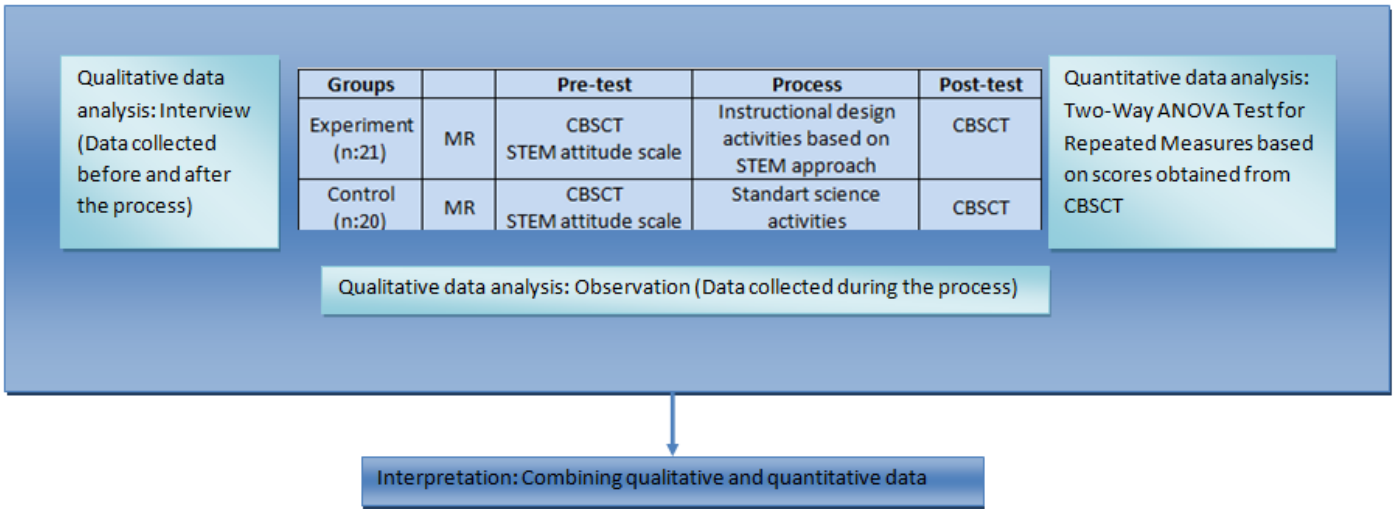 Qualitative data
analysis: Interview
(Data collected
before and after
the process)
Groups Pre-test Process Post-test
Experiment
(n:21)
MR
CBSCT
STEM attitude scale
Instructional design
activities based on
STEM approach
CBSCT
Control
(n:20)
MR
CBSCT
STEM attitude scale
Standart science
activities
CBSCT
Quantitative data analysis:
Two-Way ANOVA Test for
Repeated Measures based
on scores obtained from
CBSCT
Qualitative data analysis: Observation (Data collected during the process)
Interpretation: Combining qualitative and quantitative data